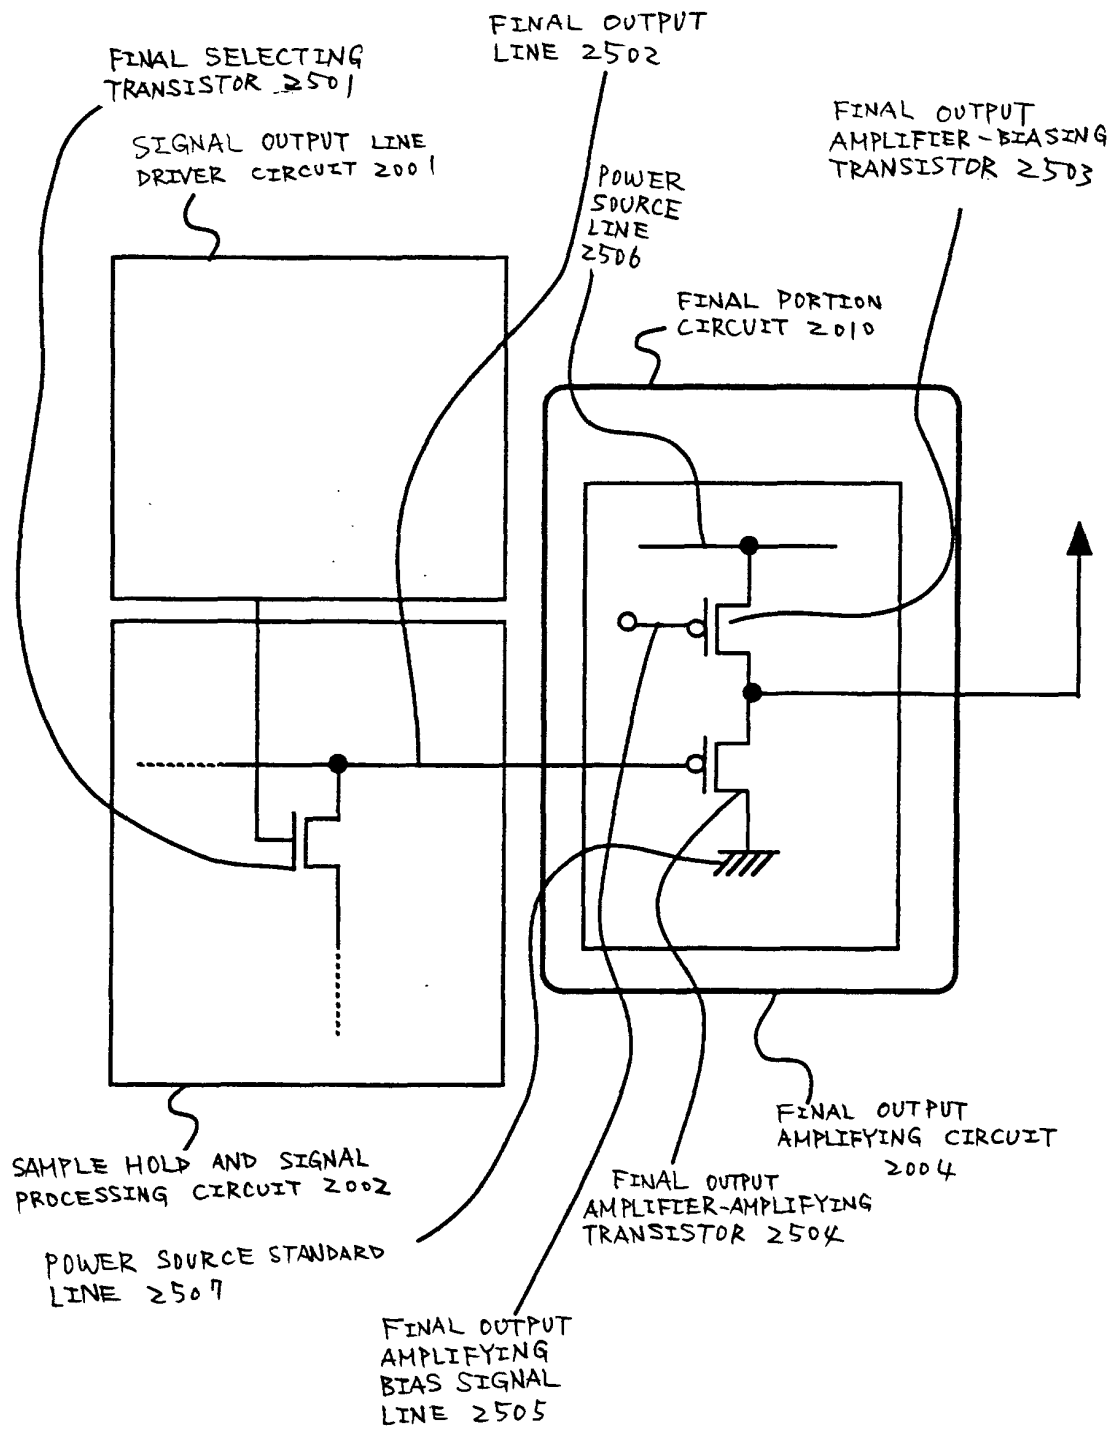 FINAL OUTPUT
LINE 2502
FINAL SELECTING
TRANSISTOR 2501
SIGNAL OUTPUT LINE
DRIVER CIRCUIT 2001
FINAL OUTPUT
AMPLIFIER-BIASING
TRANSISTOR 2503
POWER
SOURCE
LINE
2506
FINAL PORTION
CIRCUIT 2010
SAMPLE HOLD AND SIGNAL
PROCESSING CIRCUIT 2002
FINAL OUTPUT
AMPLIFYING CIRCUIT
2004
FINAL OUTPUT
AMPLIFIER-AMPLIFYING
TRANSISTOR 2504
POWER SOURCE STANDARD
LINE 2507
FINAL OUTPUT
AMPLIFYING
BIAS SIGNAL
LINE 2505